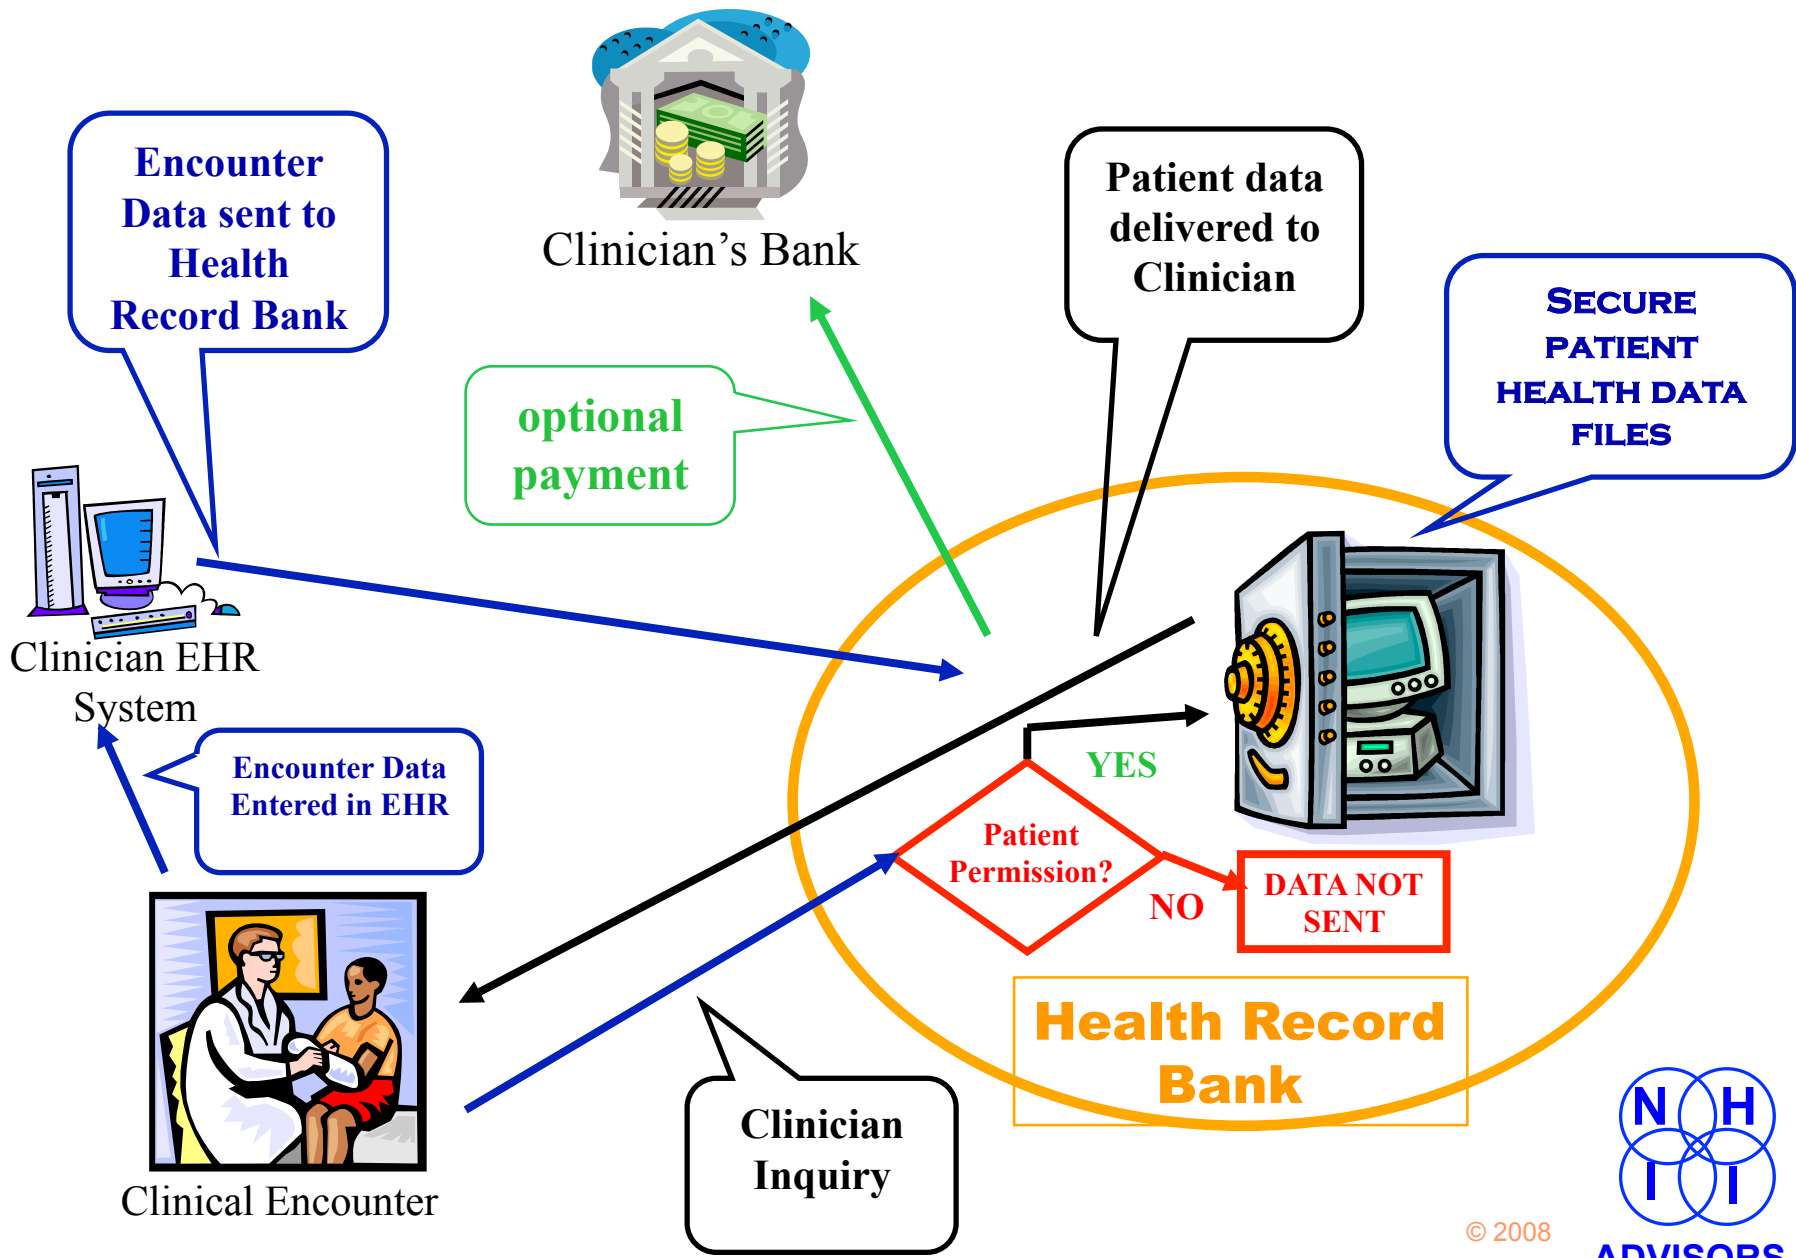 Encounter
Data sent to
Health
Record Bank
Clinician’s Bank
Patient data
delivered to
Clinician
SECURE
PATIENT
HEALTH DATA
FILES
optional
payment
Clinician EHR
System
Encounter Data
Entered in EHR
YES
Patient
Permission?
NO
DATA NOT
SENT
Health Record
Bank
Clinician
Inquiry
Clinical Encounter
N H
I I
ADVISORS
© 2008